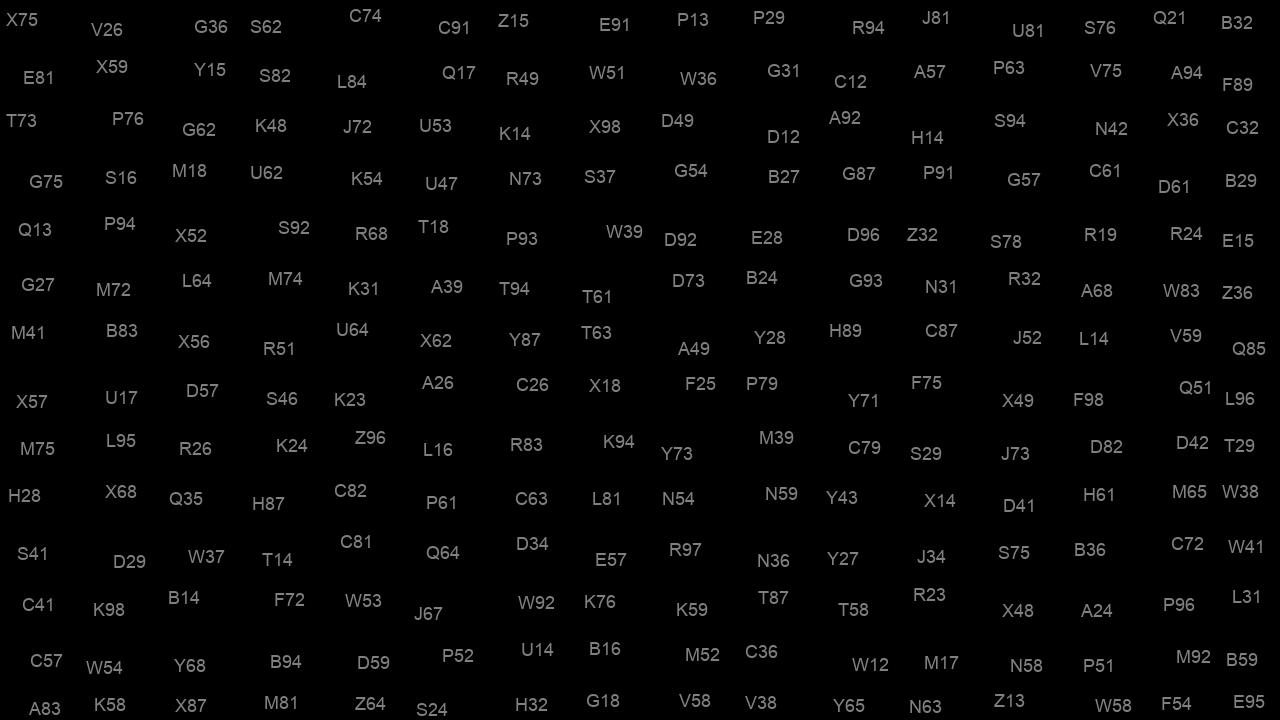 X75 V26 G36 S62 C74 C91 Z15 E91 P13 P29 R94 J81 U81 S76 Q21 B32
E81 X59 Y15 S82 L84 Q17 R49 W51 W36 G31 C12 A57 P63 V75 A94 F89
T73 P76 G62 K48 J72 U53 K14 X98 D49 D12 A92 H14 S94 N42 X36 C32
G75 S16 M18 U62 K54 U47 N73 S37 G54 B27 G87 P91 G57 C61 D61 B29
Q13 P94 X52 S92 R68 T18 P93 W39 D92 E28 D96 Z32 S78 R19 R24 E15
G27 M72 L64 M74 K31 A39 T94 T61 D73 B24 G93 N31 R32 A68 W83 Z36
M41 B83 X56 R51 U64 X62 Y87 T63 A49 Y28 H89 C87 J52 L14 V59 Q85
X57 U17 D57 S46 K23 A26 C26 X18 F25 P79 Y71 F75 X49 F98 Q51 L96
M75 L95 R26 K24 Z96 L16 R83 K94 Y73 M39 C79 S29 J73 D82 D42 T29
H28 X68 Q35 H87 C82 P61 C63 L81 N54 N59 Y43 X14 D41 H61 M65 W38
S41 D29 W37 T14 C81 Q64 D34 E57 R97 N36 Y27 J34 S75 B36 C72 W41
C41 K98 B14 F72 W53 J67 W92 K76 K59 T87 T58 R23 X48 A24 P96 L31
C57 W54 Y68 B94 D59 P52 U14 B16 M52 C36 W12 M17 N58 P51 M92 B59
A83 K58 X87 M81 Z64 S24 H32 G18 V58 V38 Y65 N63 Z13 W58 F54 E95